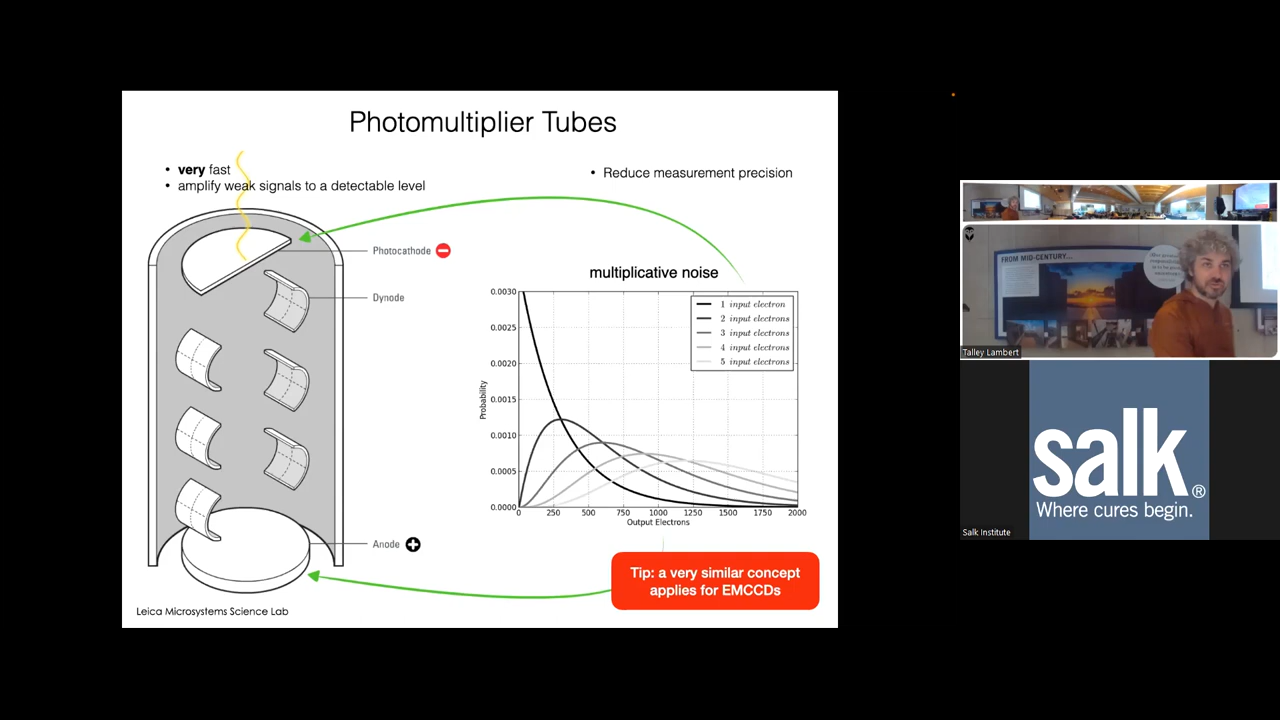 Photomultiplier Tubes
• very fast
• amplify weak signals to a detectable level
• Reduce measurement precision
Photocathode
Dynode
Anode
Leica Microsystems Science Lab
multiplicative noise
0.0030
0.0025
0.0020
0.0015
0.0010
0.0005
0.0000
Probability
1 input electron
2 input electrons
3 input electrons
4 input electrons
5 input electrons
0 250 500 750 1000 1250 1500 1750 2000
Output Electrons
Tip: a very similar concept
applies for EMCCDs
FROM MID-CENTURY...
Talley Lambert
salk®
Where cures begin.
Salk Institute